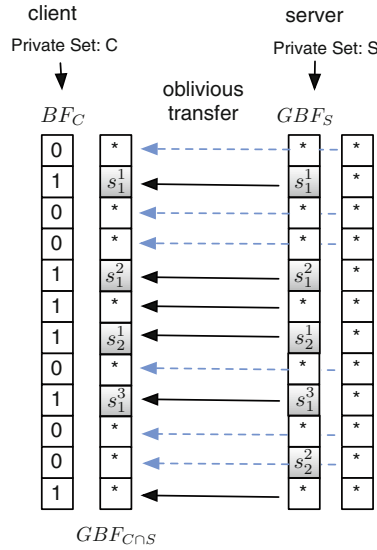 client server
Private Set: C Private Set: S
oblivious
transfer
BF_C GBF_S
0 * * *
1 s_1^1 s_1^1 *
0 * * *
0 * * *
1 s_1^2 s_1^2 *
1 * * *
1 s_2^1 s_2^1 *
0 * * *
1 s_1^3 s_1^3 *
0 * * *
0 * s_2^2 *
1 * * *
GBF_{C∩S}